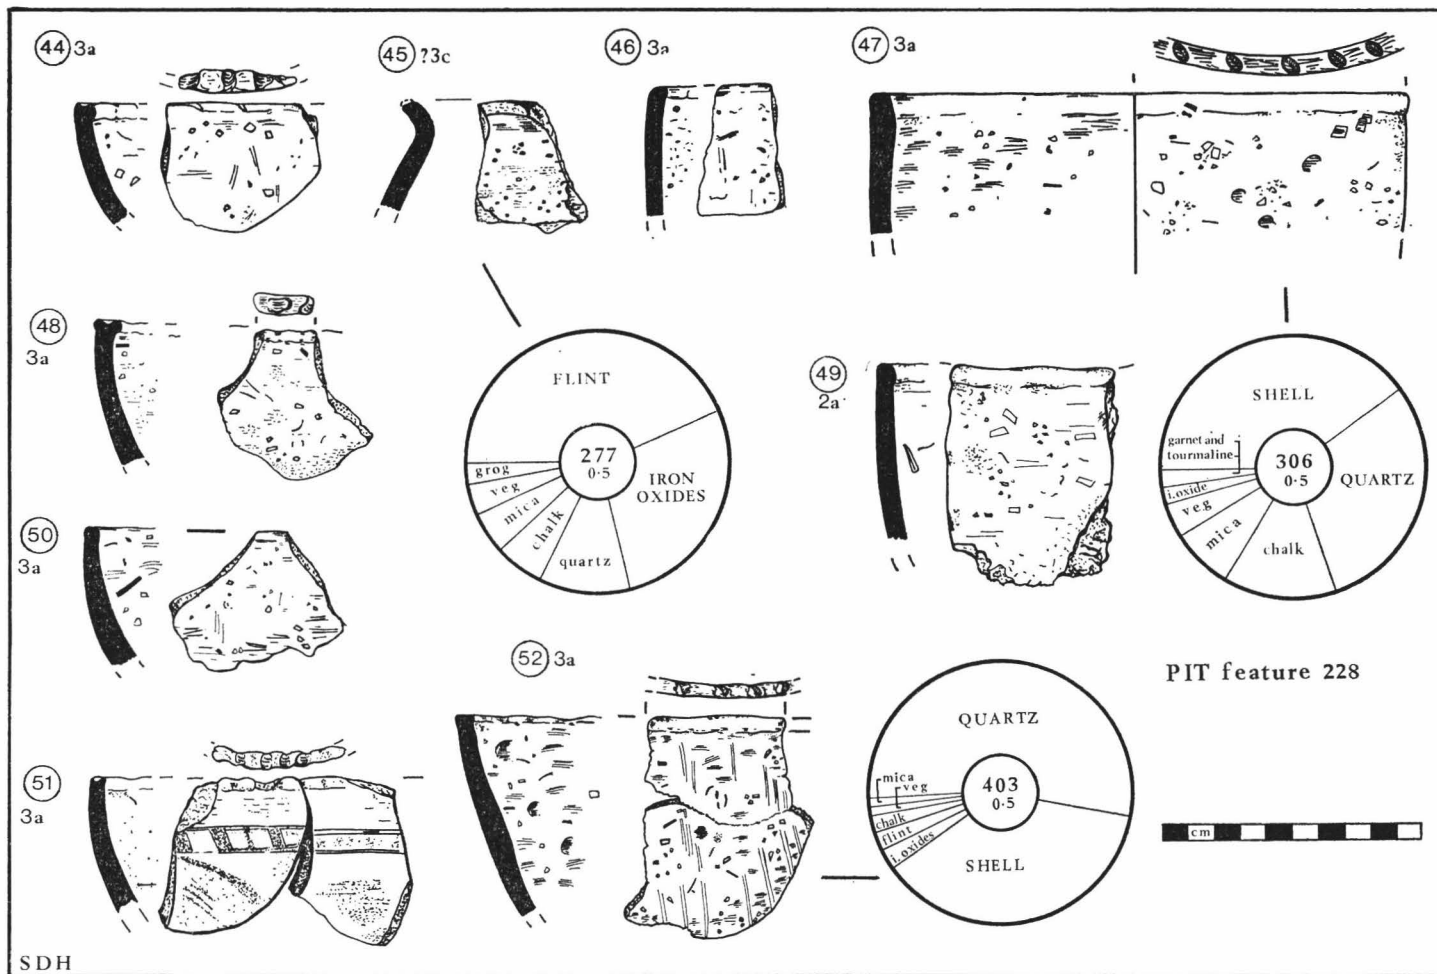 44 3a
45 ?3c
46 3a
47 3a
48
3a
FLINT
grog
veg
mica
chalk
quartz
IRON
OXIDES
277
0·5
49
2a
SHELL
garnet and
tourmaline
i.oxide
veg
mica
chalk
QUARTZ
306
0·5
50
3a
52 3a
PIT feature 228
51
3a
QUARTZ
mica
veg
chalk
flint
i. oxides
SHELL
403
0·5
cm
SDH